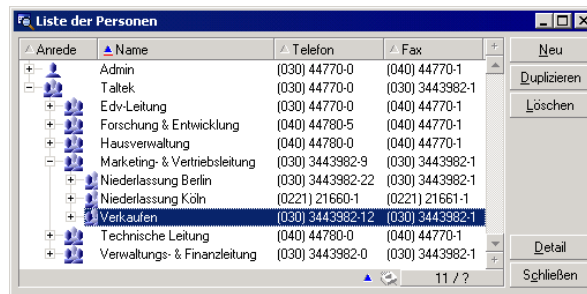 Liste der Personen
Anrede Name Telefon Fax
Admin (030) 44770-0 (040) 44770-1
Taltek (030) 44770-0 (030) 3443982-1
Edv-Leitung (040) 44770-0 (040) 44770-1
Forschung & Entwicklung (040) 44780-5 (040) 44770-1
Hausverwaltung (040) 44780-0 (040) 44770-1
Marketing- & Vertriebsleitung (030) 3443982-9 (030) 3443982-1
Niederlassung Berlin (030) 3443982-22 (030) 3443982-1
Niederlassung Köln (0221) 21660-1 (0221) 21661-1
Verkaufen (030) 3443982-12 (030) 3443982-1
Technische Leitung (040) 44780-0 (040) 44770-1
Verwaltungs- & Finanzleitung (030) 3443982-0 (030) 3443982-1
11 / ?
Neu
Duplizieren
Löschen
Detail
Schließen